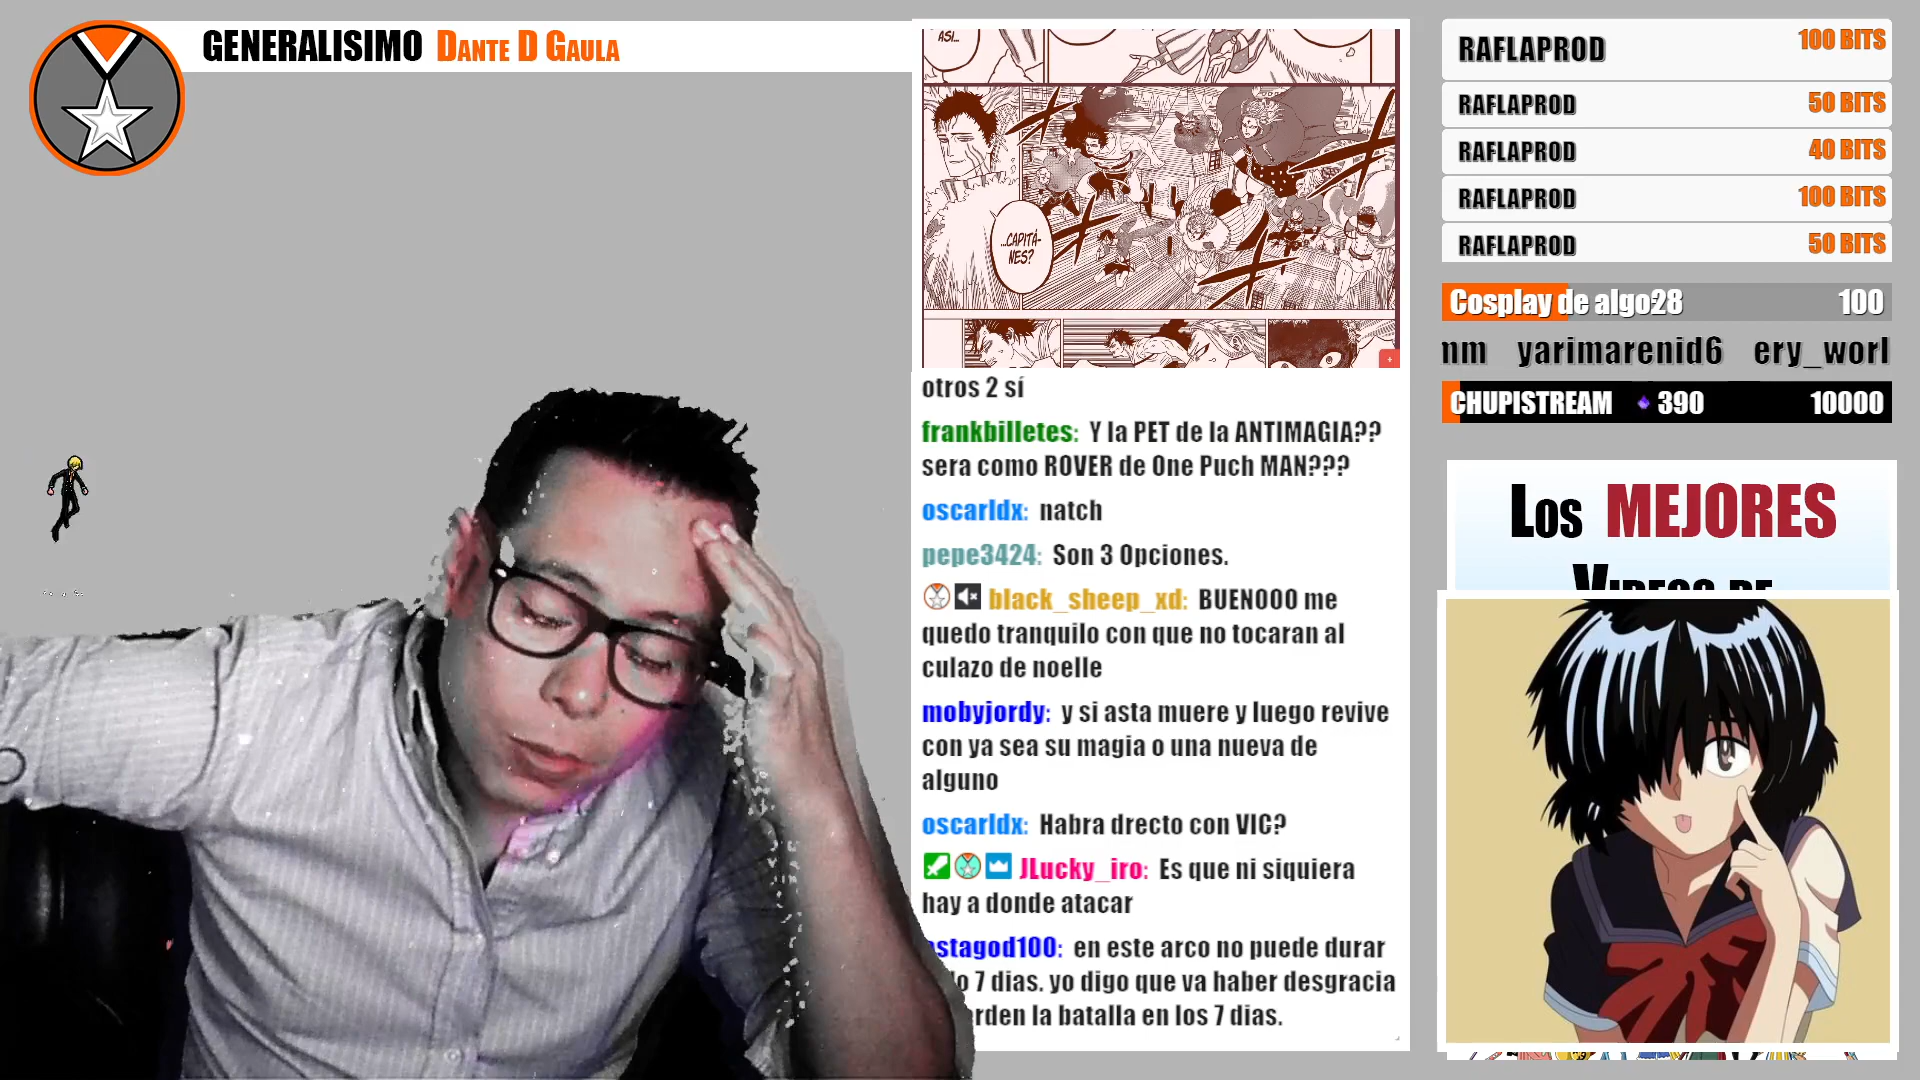 GENERALISIMO Dante D Gaula
ASI...
...CAPITÁ-
NES?
otros 2 sí
frankbilletes: Y la PET de la ANTIMAGIA??
sera como ROVER de One Puch MAN???
oscarldx: natch
pepe3424: Son 3 Opciones.
black_sheep_xd: BUENOOO me
quedo tranquilo con que no tocaran al
culazo de noelle
mobyjordy: y si asta muere y luego revive
con ya sea su magia o una nueva de
alguno
oscarldx: Habra drecto con VIC?
JLucky_iro: Es que ni siquiera
hay a donde atacar
astagod100: en este arco no puede durar
o 7 dias. yo digo que va haber desgracia
rden la batalla en los 7 dias.
RAFLAPROD 100 BITS
RAFLAPROD 50 BITS
RAFLAPROD 40 BITS
RAFLAPROD 100 BITS
RAFLAPROD 50 BITS
Cosplay de algo28 100
nm yarimarenid6 ery_worl
CHUPISTREAM 390 10000
Los MEJORES
Videos de